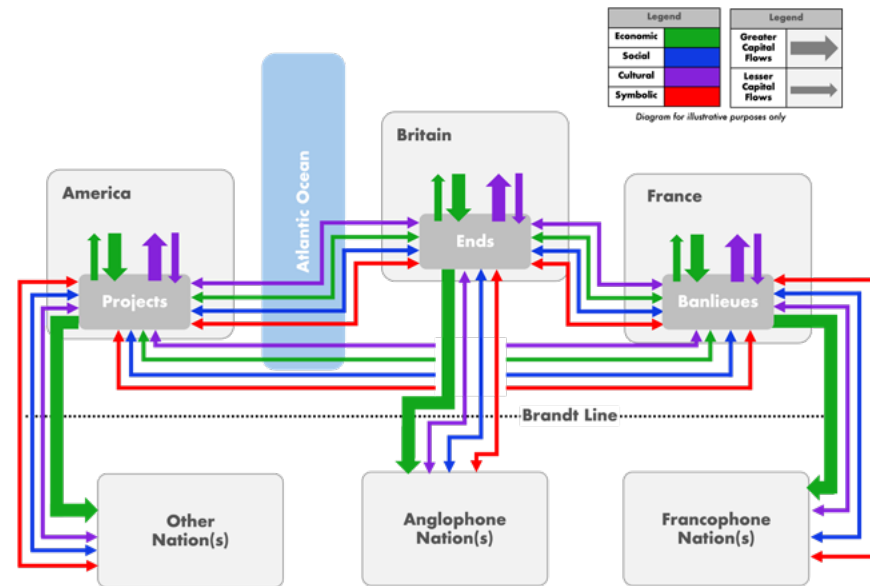 Legend
Economic
Social
Cultural
Symbolic
Legend
Greater
Capital
Flows
Lesser
Capital
Flows
Diagram for illustrative purposes only
Britain
America
France
Atlantic Ocean
Ends
Projects
Banlieues
Brandt Line
Other
Nation(s)
Anglophone
Nation(s)
Francophone
Nation(s)